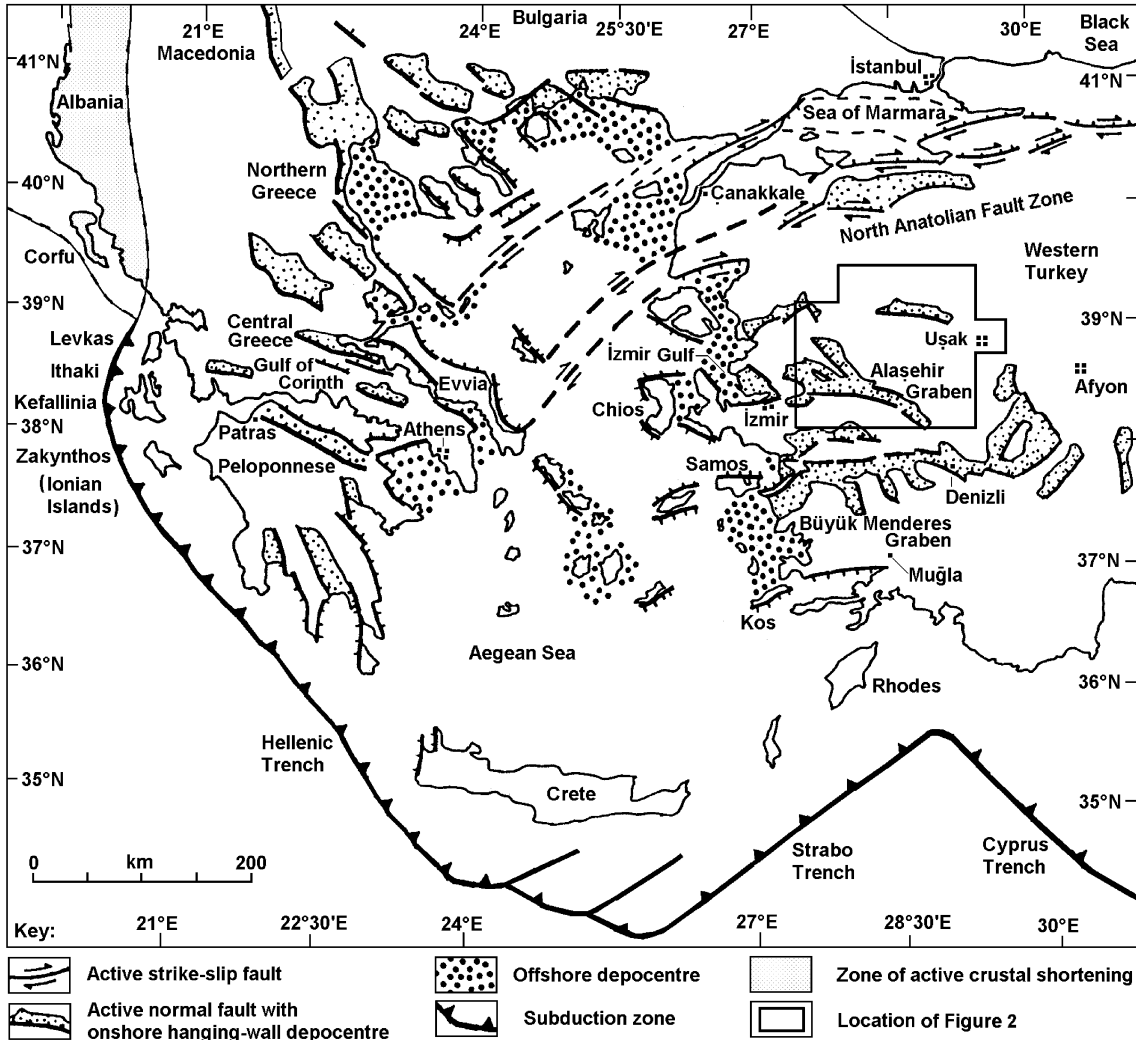 Bulgaria
21°E
24°E
25°30'E
27°E
30°E
Black
Sea
Macedonia
41°N
İstanbul
41°N
Albania
Sea of Marmara
Northern
Greece
40°N
Canakkale
40°N
North Anatolian Fault Zone
Corfu
Western
Turkey
39°N
39°N
Levkas
Central
Greece
Uşak
Ithaki
Gulf of
Corinth
Evvia
İzmir Gulf
Alaşehir
Graben
Afyon
Kefallinia
Chios
İzmir
38°N
38°N
Patras
Athens
Zakynthos
Peloponnese
Samos
(Ionian
Islands)
Denizli
Büyük Menderes
Graben
37°N
37°N
Muğla
Kos
Aegean Sea
36°N
36°N
Rhodes
Hellenic
Trench
35°N
Crete
35°N
0 km 200
Strabo
Trench
Cyprus
Trench
Key:
21°E
22°30'E
24°E
27°E
28°30'E
30°E
Active strike-slip fault
Offshore depocentre
Zone of active crustal shortening
Active normal fault with
onshore hanging-wall depocentre
Subduction zone
Location of Figure 2